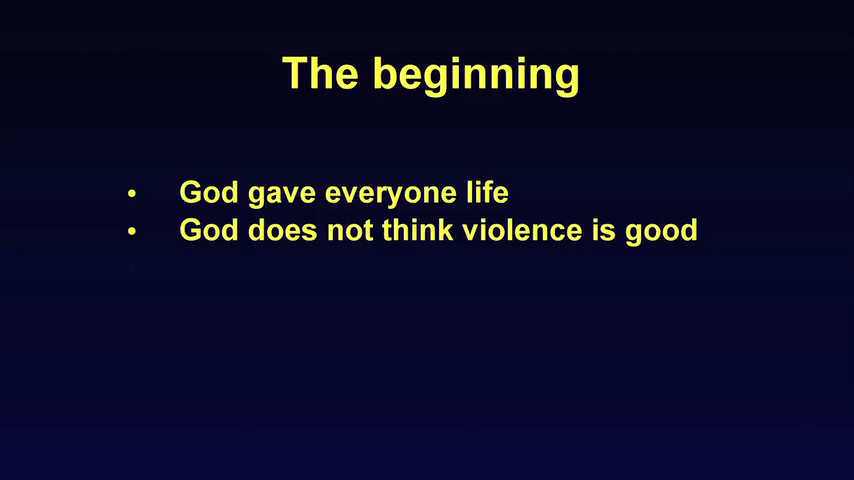 The beginning
• God gave everyone life
• God does not think violence is good